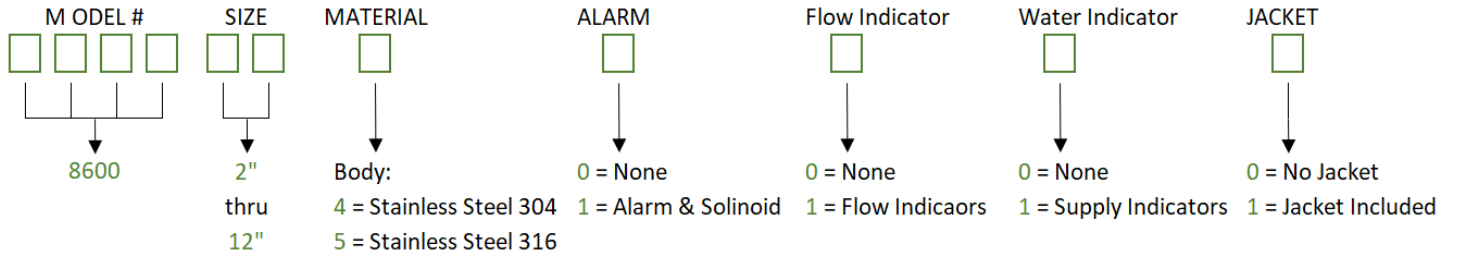 M ODEL # SIZE MATERIAL ALARM Flow Indicator Water Indicator JACKET
8600 2" Body: 0 = None 0 = None 0 = None 0 = No Jacket
thru 4 = Stainless Steel 304 1 = Alarm & Solinoid 1 = Flow Indicaors 1 = Supply Indicators 1 = Jacket Included
12" 5 = Stainless Steel 316